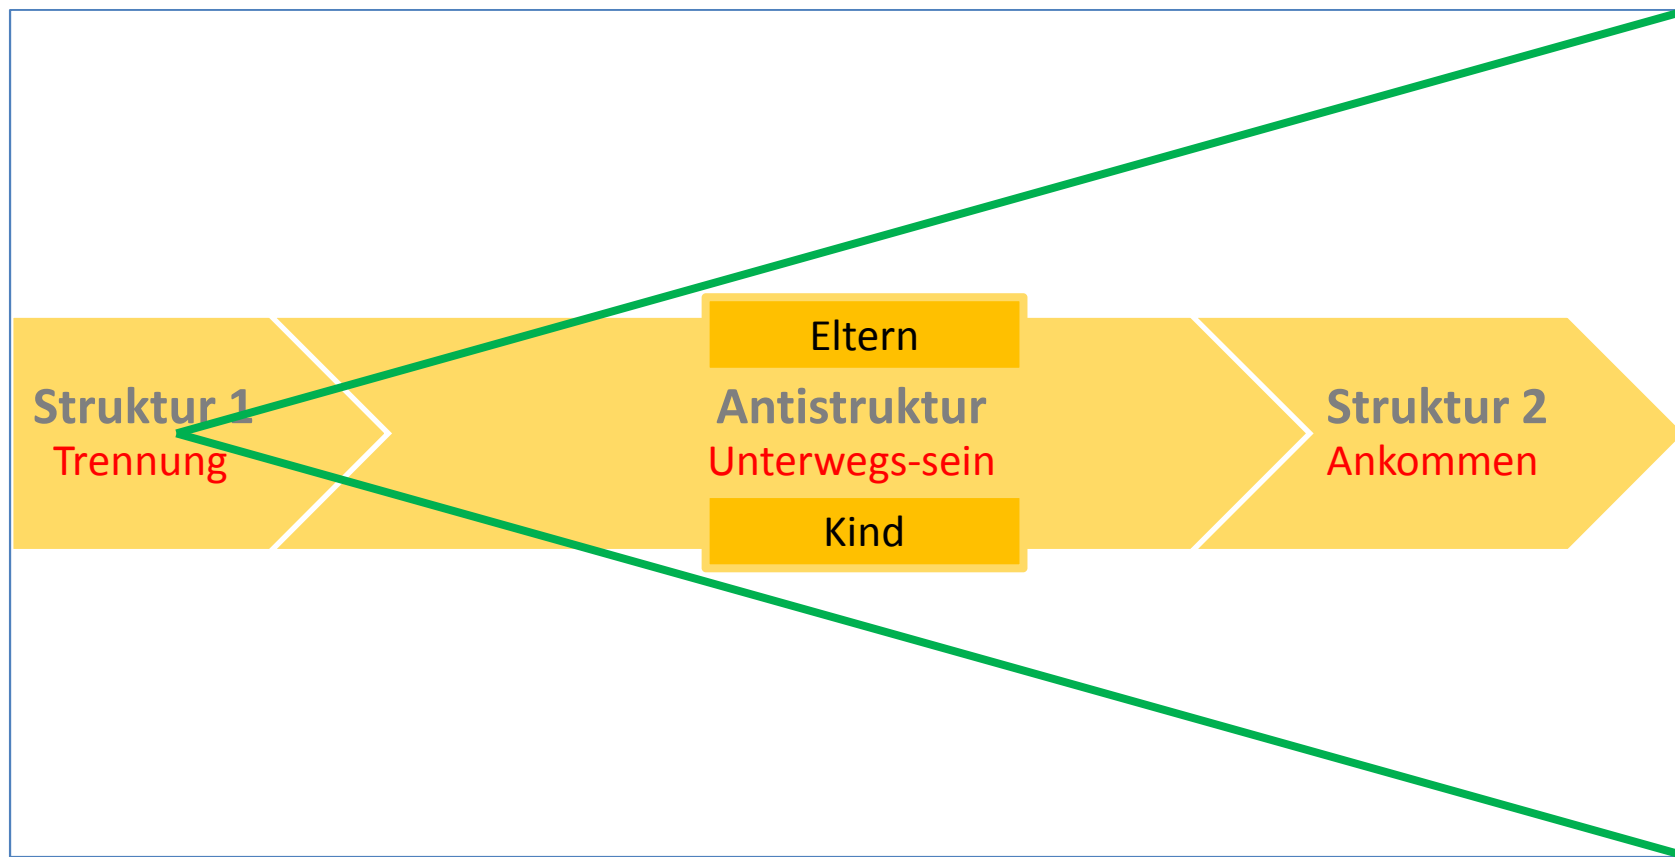 Struktur 1
Trennung
Eltern
Antistruktur
Unterwegs-sein
Kind
Struktur 2
Ankommen